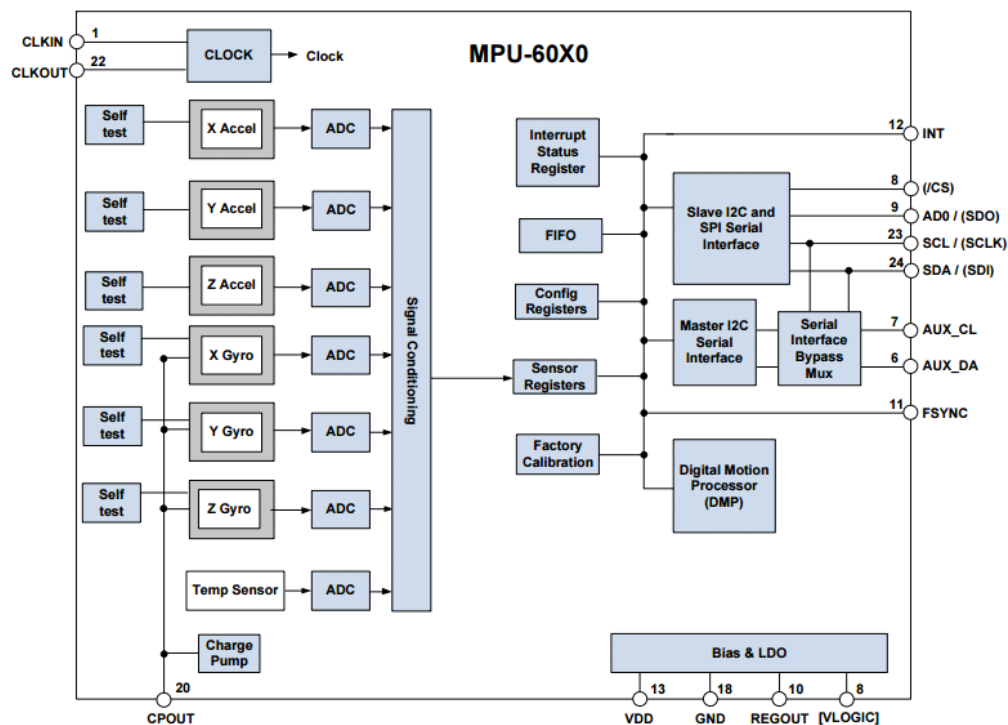 MPU-60X0
CLKIN
1
CLKOUT
22
CLOCK
Clock
Self
test
X Accel
ADC
Self
test
Y Accel
ADC
Self
test
Z Accel
ADC
Self
test
X Gyro
ADC
Self
test
Y Gyro
ADC
Self
test
Z Gyro
ADC
Temp Sensor
ADC
Signal Conditioning
Charge
Pump
20
CPOUT
Interrupt
Status
Register
FIFO
Config
Registers
Sensor
Registers
Factory
Calibration
Slave I2C and
SPI Serial
Interface
Master I2C
Serial
Interface
Serial
Interface
Bypass
Mux
Digital Motion
Processor
(DMP)
12
INT
8
(/CS)
9
AD0 / (SDO)
23
SCL / (SCLK)
24
SDA / (SDI)
7
AUX_CL
6
AUX_DA
11
FSYNC
Bias & LDO
13
18
10
8
VDD
GND
REGOUT
[VLOGIC]